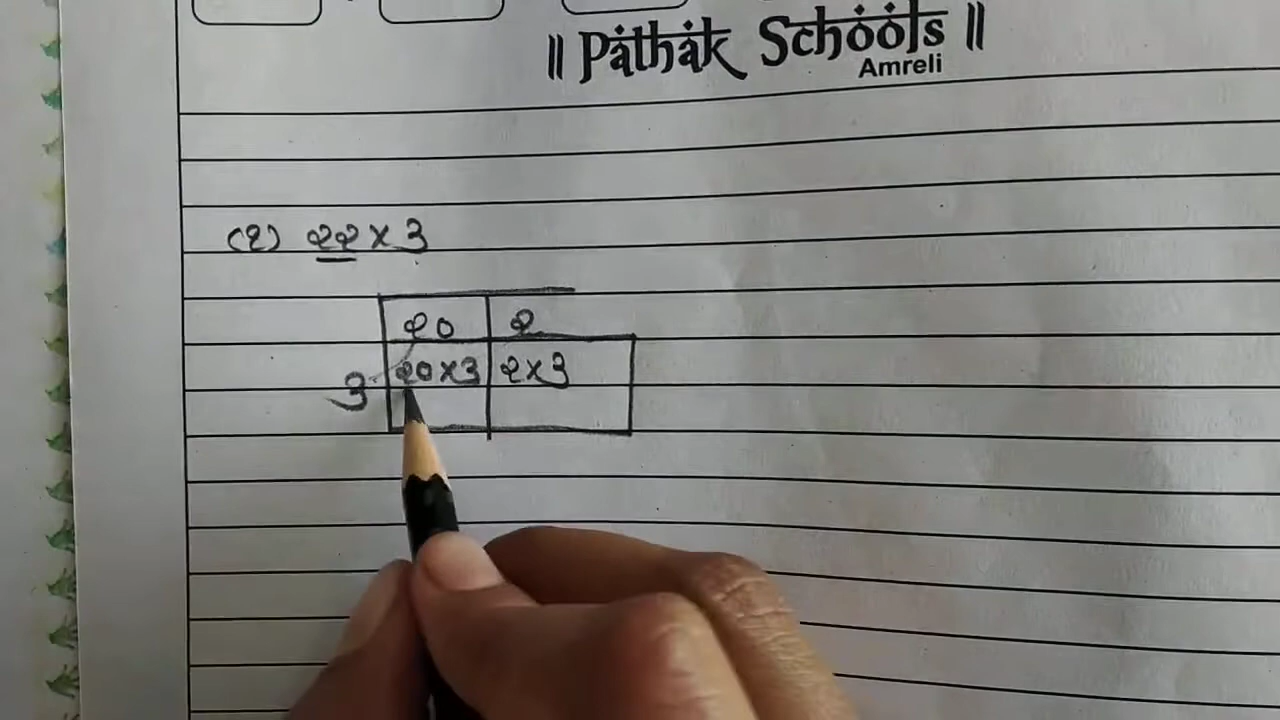 ॥ Pathak Schools ॥
Amreli
(૨) ૨૨ × ૩
૨૦ ૨
૩ ૨૦×૩ ૨×૩